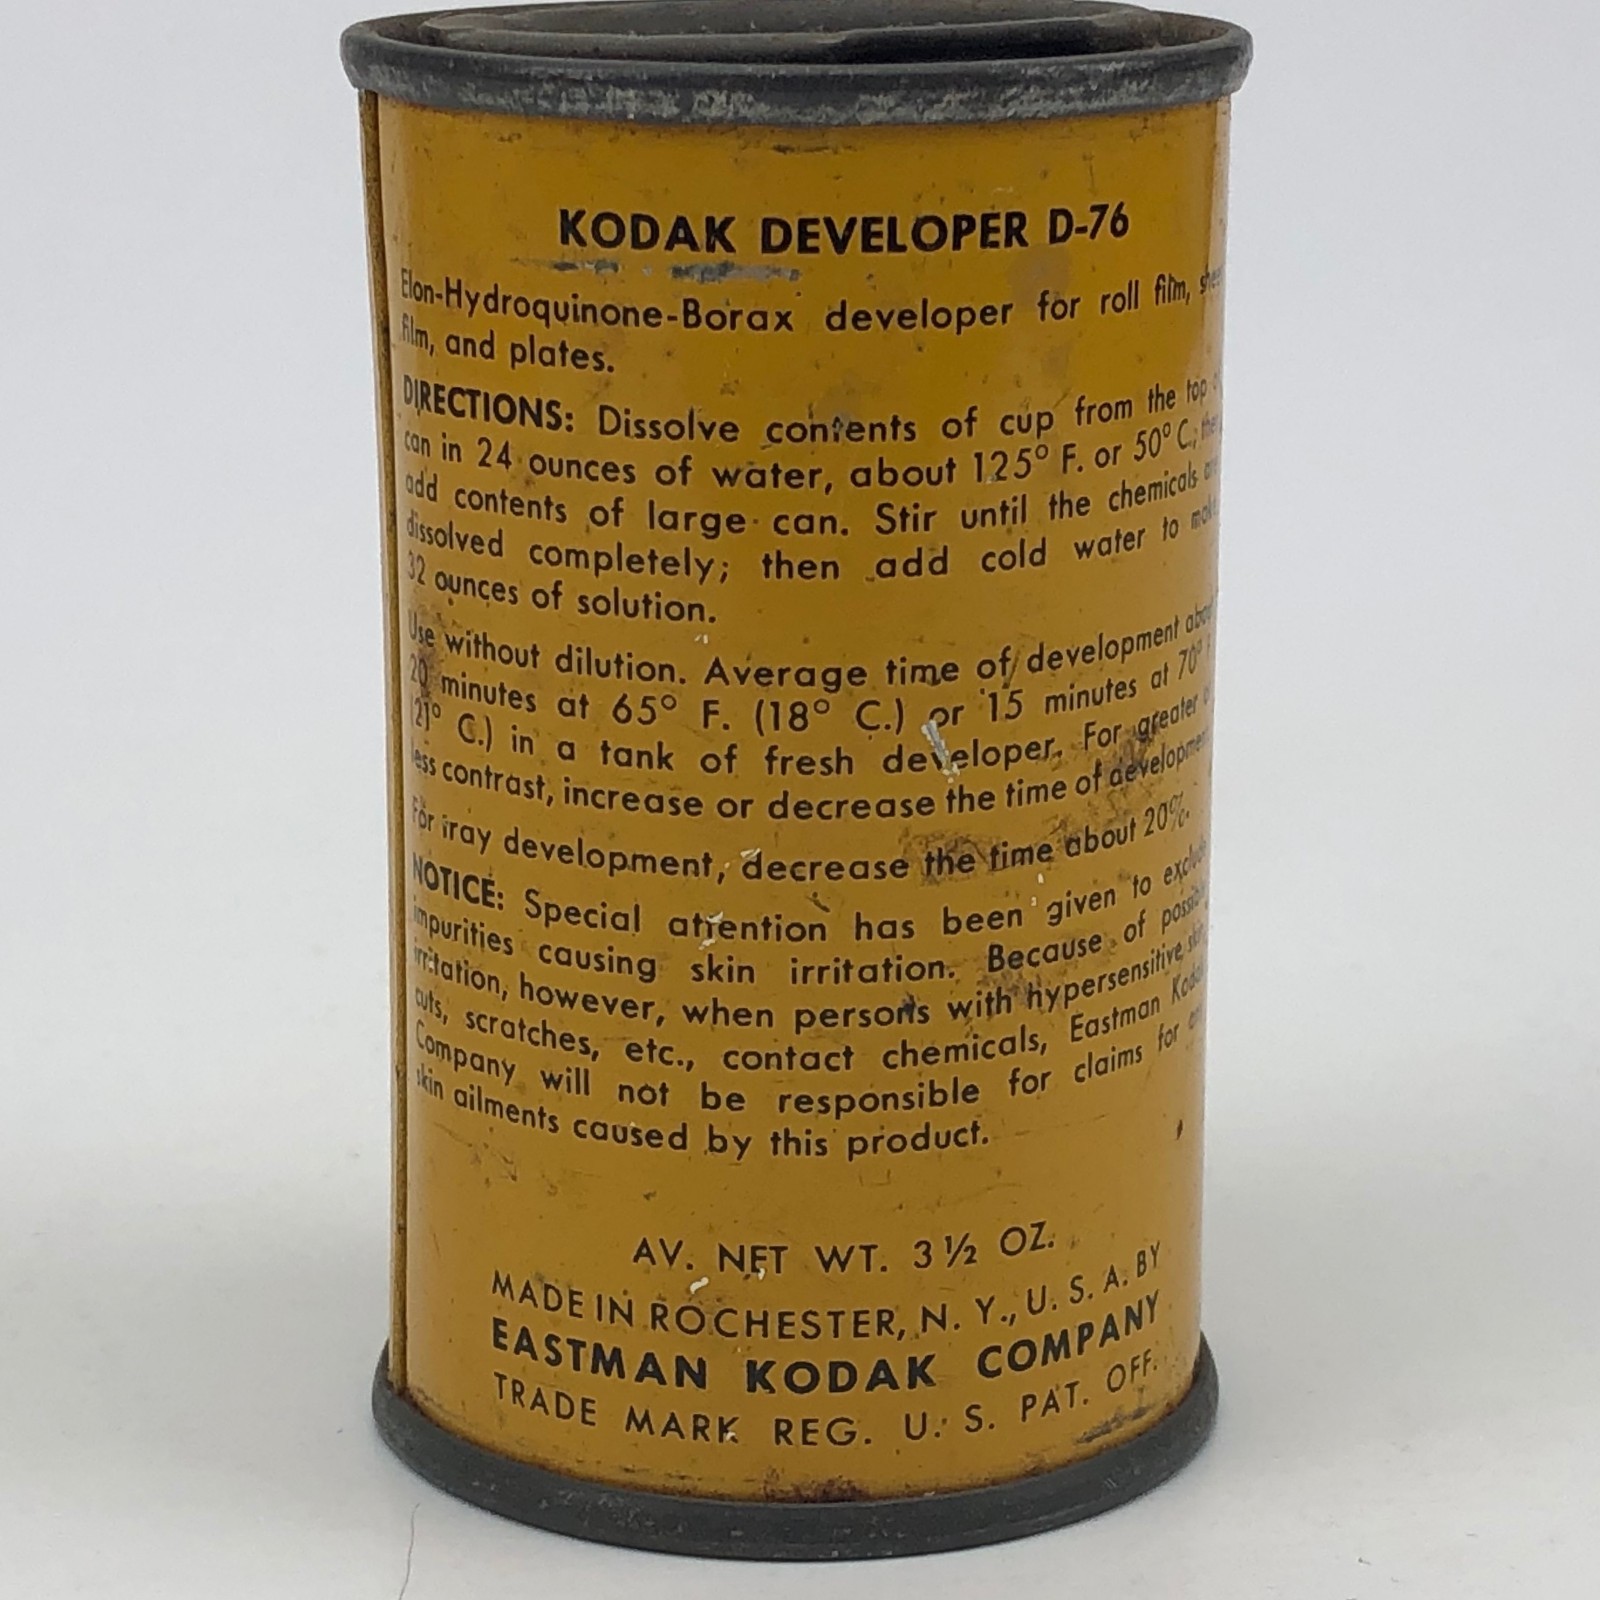 KODAK DEVELOPER D-76
Elon-Hydroquinone-Borax developer for roll film,
film, and plates.
DIRECTIONS: Dissolve contents of cup from the top
can in 24 ounces of water, about 125° F. or 50° C;
add contents of large can. Stir until the chemicals
dissolved completely; then add cold water to
32 ounces of solution.
Use without dilution. Average time of development
20 minutes at 65° F. (18° C.) or 15 minutes at 70°
(21° C.) in a tank of fresh developer. For greater
less contrast, increase or decrease the time of development
For tray development, decrease the time about 20%.
NOTICE: Special attention has been given to
impurities causing skin irritation. Because of
irritation, however, when persons with hypersensitive
cuts, scratches, etc., contact chemicals, Eastman Kodak
Company will not be responsible for claims for
skin ailments caused by this product.
AV. NET WT. 3½ OZ.
MADE IN ROCHESTER, N. Y., U. S. A. BY
EASTMAN KODAK COMPANY
TRADE MARK REG. U. S. PAT. OFF.